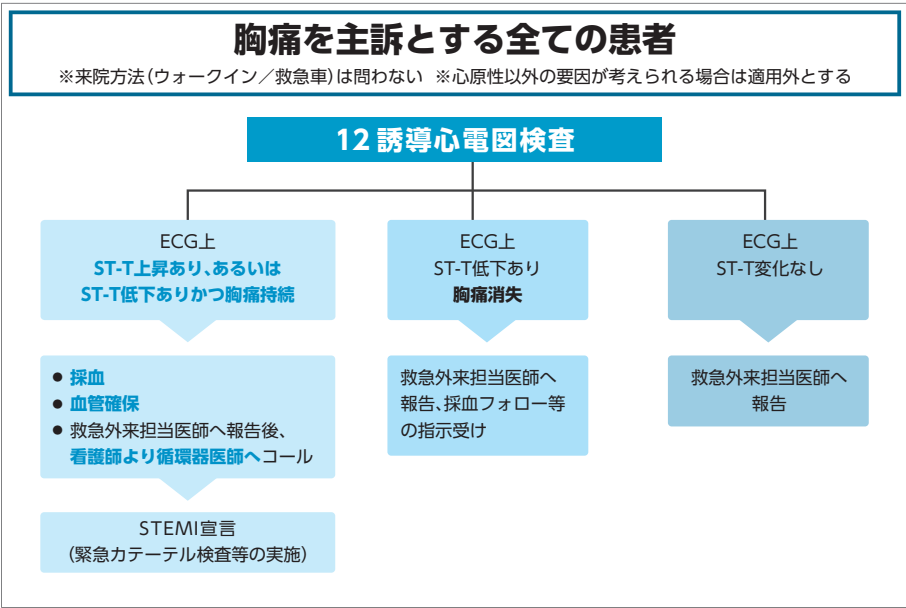 胸痛を主訴とする全ての患者
※来院方法（ウォークイン／救急車）は問わない ※心原性以外の要因が考えられる場合は適用外とする
12誘導心電図検査
ECG上
ST-T上昇あり、あるいは
ST-T低下ありかつ胸痛持続
● 採血
● 血管確保
● 救急外来担当医師へ報告後、
看護師より循環器医師へコール
STEMI宣言
（緊急カテーテル検査等の実施）
ECG上
ST-T低下あり
胸痛消失
救急外来担当医師へ
報告、採血フォロー等
の指示受け
ECG上
ST-T変化なし
救急外来担当医師へ
報告